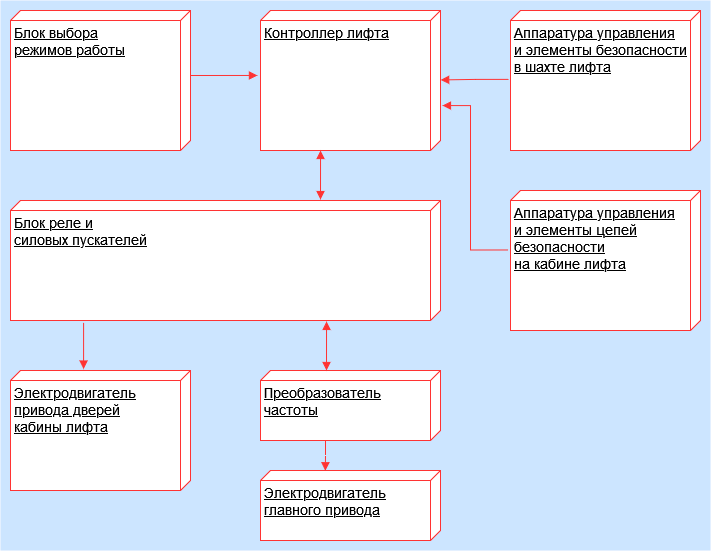 Блок выбора
режимов работы
Контроллер лифта
Аппаратура управления
и элементы безопасности
в шахте лифта
Блок реле и
силовых пускателей
Аппаратура управления
и элементы цепей
безопасности
на кабине лифта
Электродвигатель
привода дверей
кабины лифта
Преобразователь
частоты
Электродвигатель
главного привода